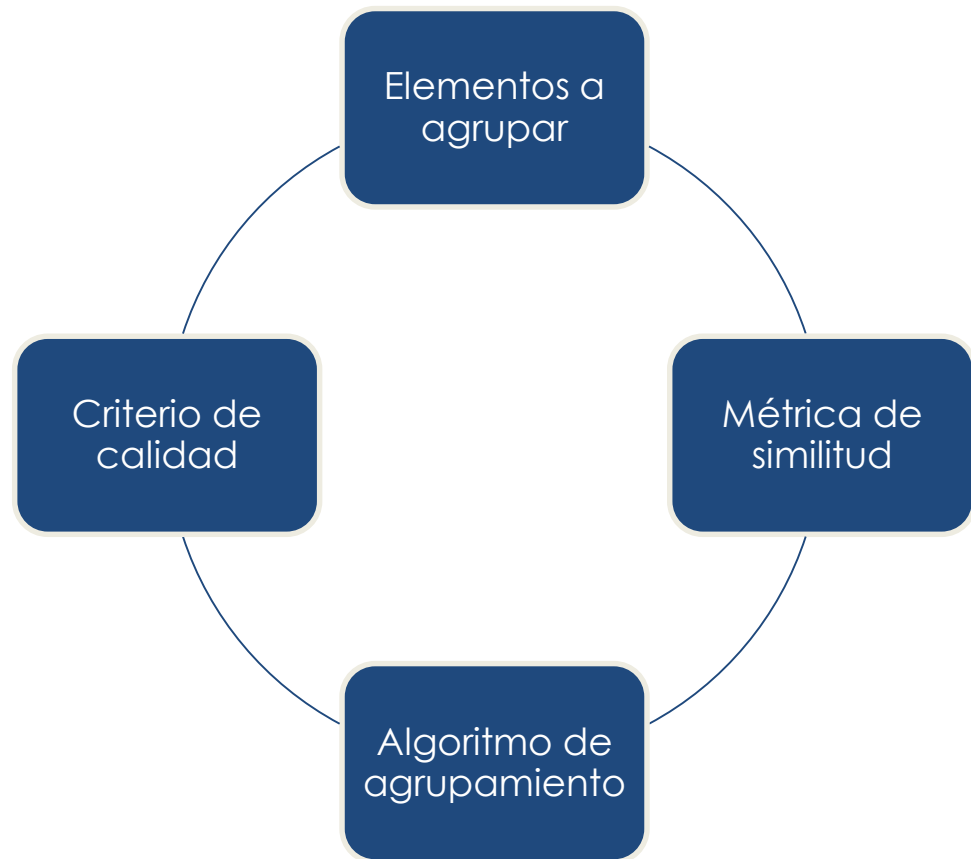 Elementos a
agrupar
Criterio de
calidad
Métrica de
similitud
Algoritmo de
agrupamiento